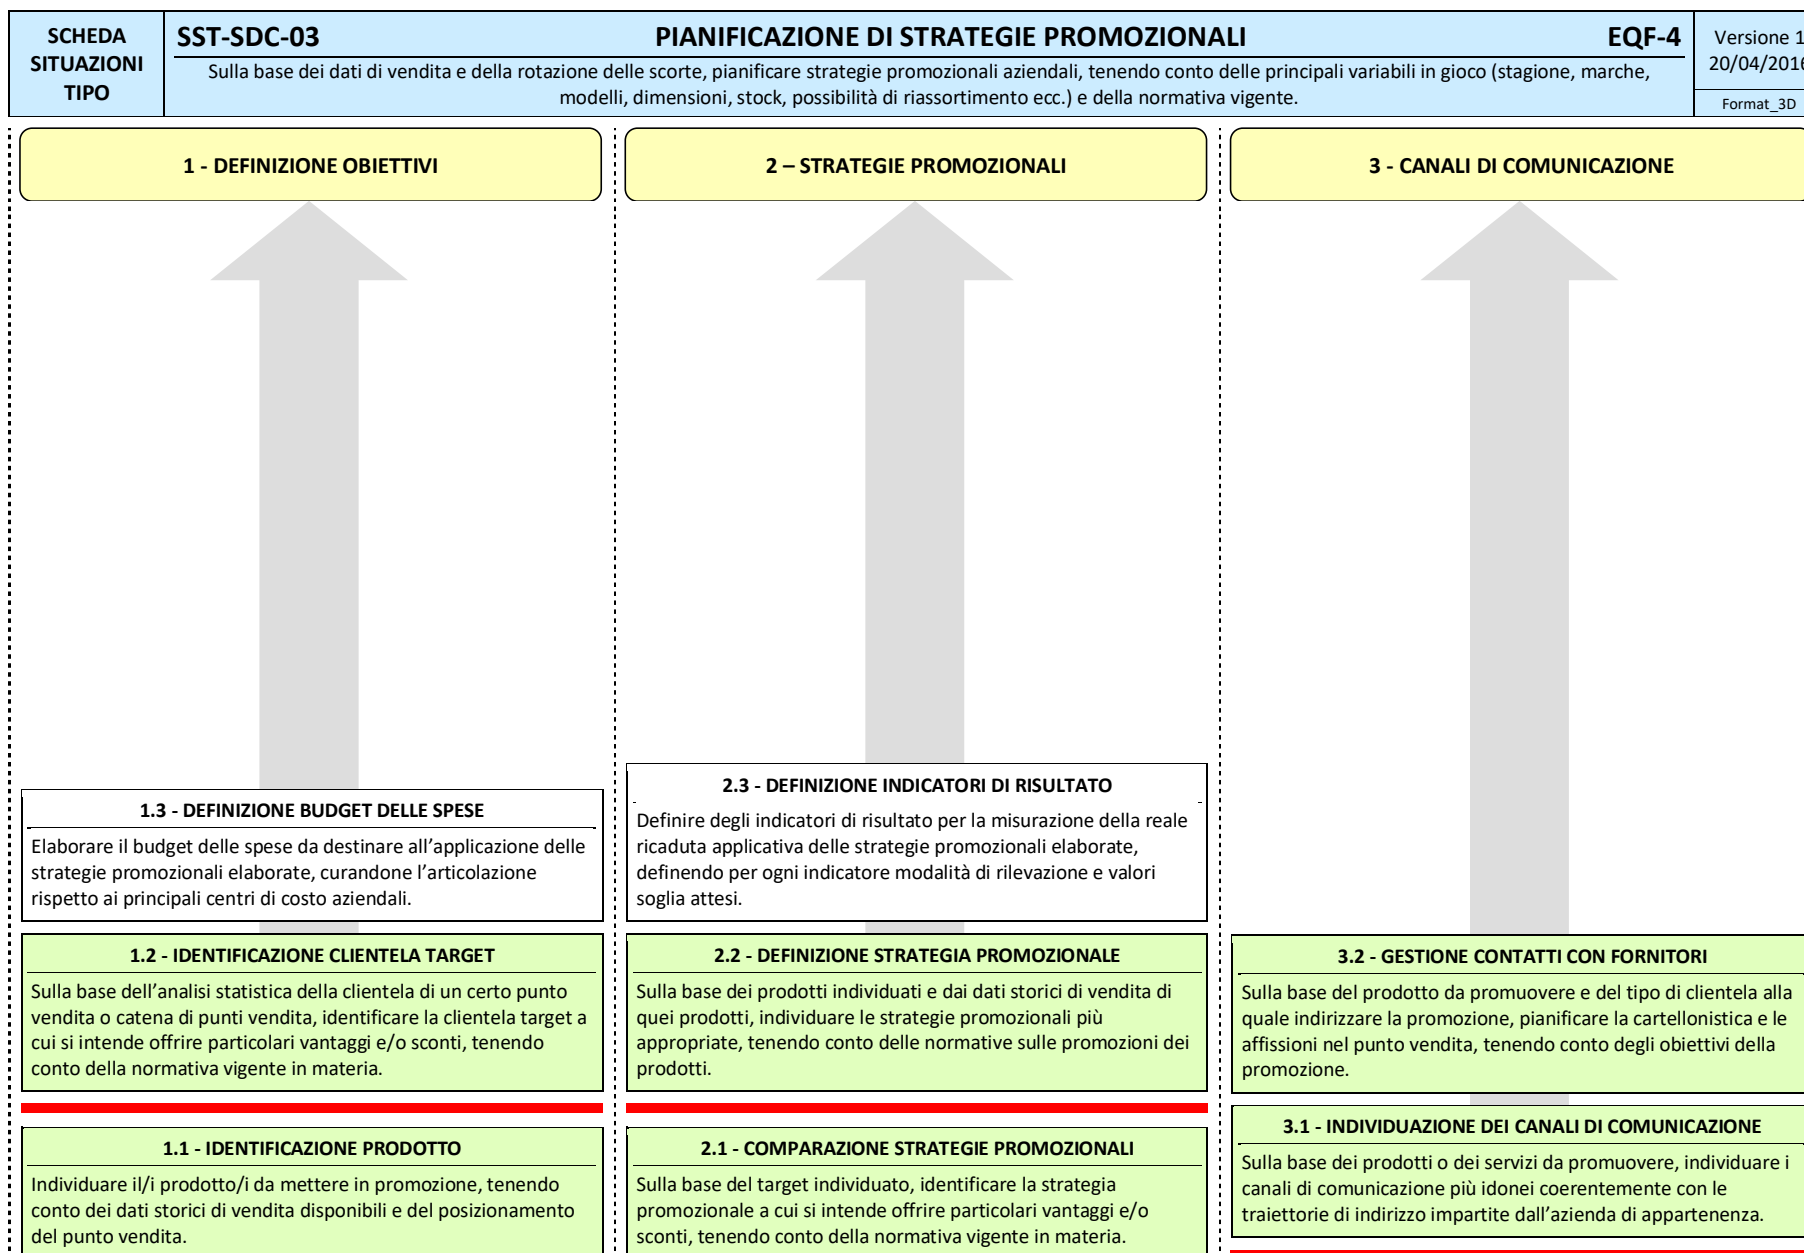 SCHEDA
SITUAZIONI
TIPO
SST-SDC-03 PIANIFICAZIONE DI STRATEGIE PROMOZIONALI EQF-4
Sulla base dei dati di vendita e della rotazione delle scorte, pianificare strategie promozionali aziendali, tenendo conto delle principali variabili in gioco (stagione, marche,
modelli, dimensioni, stock, possibilità di riassortimento ecc.) e della normativa vigente.
Versione 1
20/04/2016
Format_3D
1 - DEFINIZIONE OBIETTIVI
1.3 - DEFINIZIONE BUDGET DELLE SPESE
Elaborare il budget delle spese da destinare all'applicazione delle
strategie promozionali elaborate, curandone l'articolazione
rispetto ai principali centri di costo aziendali.
1.2 - IDENTIFICAZIONE CLIENTELA TARGET
Sulla base dell'analisi statistica della clientela di un certo punto
vendita o catena di punti vendita, identificare la clientela target a
cui si intende offrire particolari vantaggi e/o sconti, tenendo
conto della normativa vigente in materia.
1.1 - IDENTIFICAZIONE PRODOTTO
Individuare il/i prodotto/i da mettere in promozione, tenendo
conto dei dati storici di vendita disponibili e del posizionamento
del punto vendita.
2 – STRATEGIE PROMOZIONALI
2.3 - DEFINIZIONE INDICATORI DI RISULTATO
Definire degli indicatori di risultato per la misurazione della reale
ricaduta applicativa delle strategie promozionali elaborate,
definendo per ogni indicatore modalità di rilevazione e valori
soglia attesi.
2.2 - DEFINIZIONE STRATEGIA PROMOZIONALE
Sulla base dei prodotti individuati e dai dati storici di vendita di
quei prodotti, individuare le strategie promozionali più
appropriate, tenendo conto delle normative sulle promozioni dei
prodotti.
2.1 - COMPARAZIONE STRATEGIE PROMOZIONALI
Sulla base del target individuato, identificare la strategia
promozionale a cui si intende offrire particolari vantaggi e/o
sconti, tenendo conto della normativa vigente in materia.
3 - CANALI DI COMUNICAZIONE
3.2 - GESTIONE CONTATTI CON FORNITORI
Sulla base del prodotto da promuovere e del tipo di clientela alla
quale indirizzare la promozione, pianificare la cartellonistica e le
affissioni nel punto vendita, tenendo conto degli obiettivi della
promozione.
3.1 - INDIVIDUAZIONE DEI CANALI DI COMUNICAZIONE
Sulla base dei prodotti o dei servizi da promuovere, individuare i
canali di comunicazione più idonei coerentemente con le
traiettorie di indirizzo impartite dall'azienda di appartenenza.